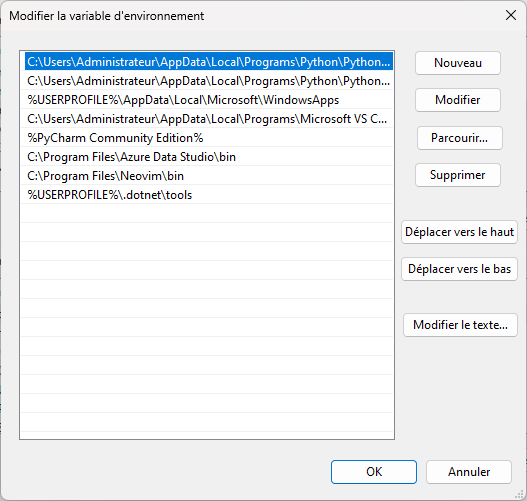 Modifier la variable d'environnement
C:\Users\Administrateur\AppData\Local\Programs\Python\Python...
Nouveau
C:\Users\Administrateur\AppData\Local\Programs\Python\Python...
%USERPROFILE%\AppData\Local\Microsoft\WindowsApps
Modifier
C:\Users\Administrateur\AppData\Local\Programs\Microsoft VS C...
%PyCharm Community Edition%
Parcourir...
C:\Program Files\Azure Data Studio\bin
C:\Program Files\Neovim\bin
Supprimer
%USERPROFILE%\.dotnet\tools
Déplacer vers le haut
Déplacer vers le bas
Modifier le texte...
OK
Annuler